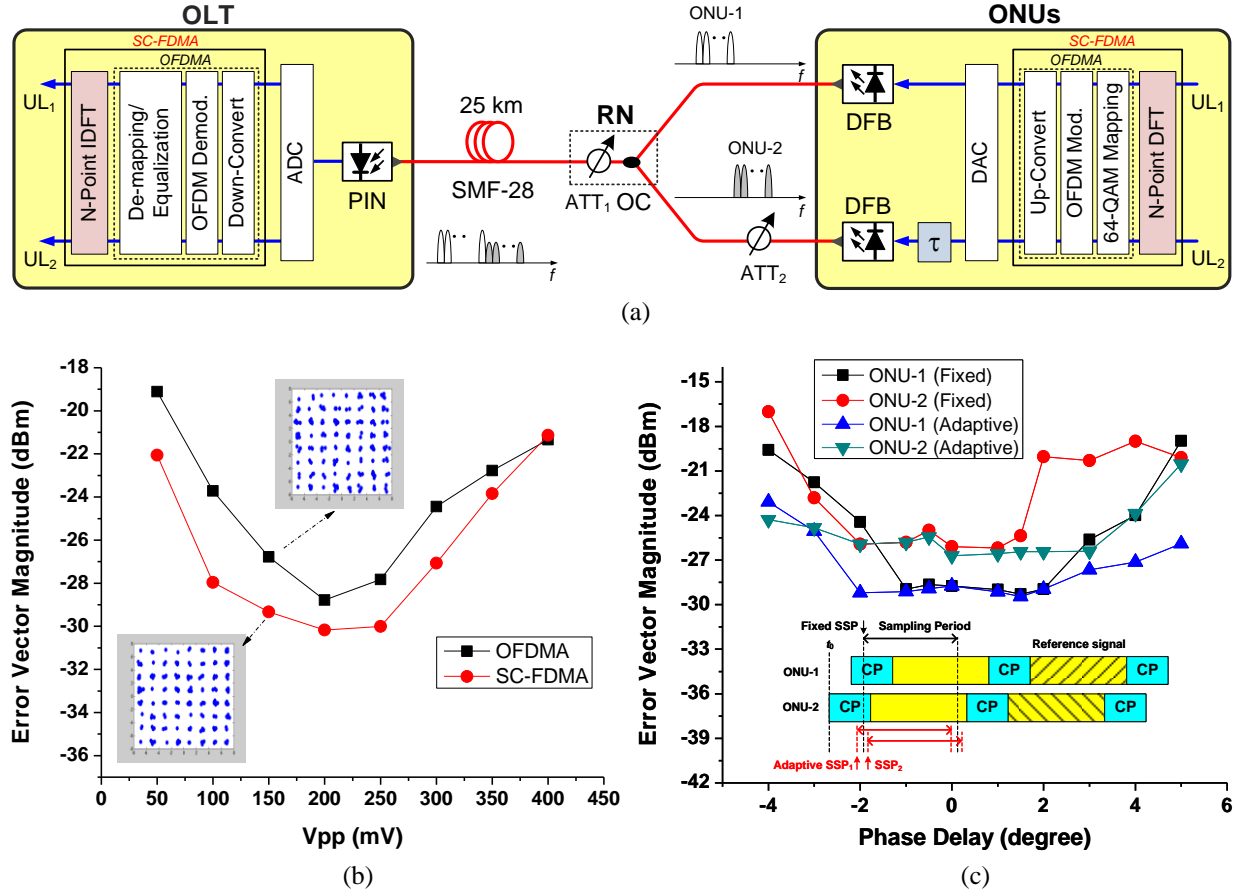 OLT
ONUs
SC-FDMA
OFDMA
N-Point IDFT
De-mapping/
Equalization
OFDM Demod.
Down-Convert
ADC
PIN
UL1
UL2
25 km
SMF-28
f
RN
ATT1 OC
ONU-1
f
ONU-2
f
ATT2
DFB
DFB
τ
DAC
SC-FDMA
OFDMA
Up-Convert
OFDM Mod.
64-QAM Mapping
N-Point DFT
UL1
UL2
(a)
Error Vector Magnitude (dBm)
-18
-20
-22
-24
-26
-28
-30
-32
-34
-36
0 50 100 150 200 250 300 350 400 450
Vpp (mV)
OFDMA
SC-FDMA
(b)
Error Vector Magnitude (dBm)
-15
-18
-21
-24
-27
-30
-33
-36
-39
-42
-4 -2 0 2 4
Phase Delay (degree)
ONU-1 (Fixed)
ONU-2 (Fixed)
ONU-1 (Adaptive)
ONU-2 (Adaptive)
Fixed SSP
Sampling Period
t0
Reference signal
ONU-1
CP CP CP
ONU-2
CP CP CP
Adaptive SSP1 SSP2
(c)